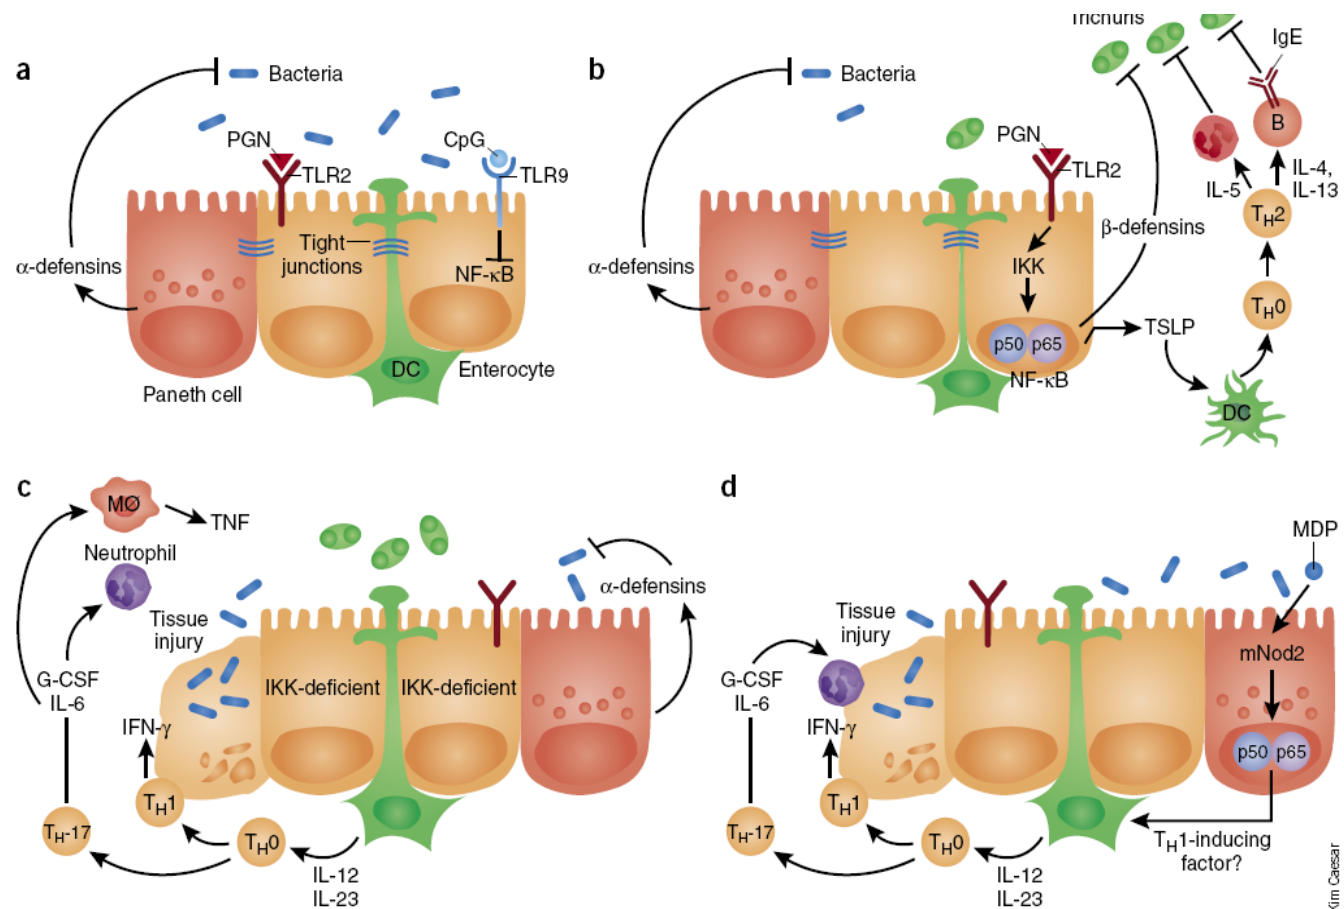 a
Bacteria
PGN
CpG
TLR2
TLR9
Tight
junctions
α-defensins
NF-κB
DC
Enterocyte
Paneth cell
b
Trichuris
Bacteria
IgE
B
PGN
TLR2
IL-5
IL-4,
IL-13
TH2
β-defensins
α-defensins
IKK
TH0
TSLP
p50
p65
NF-κB
DC
c
MØ
TNF
Neutrophil
Tissue
injury
α-defensins
G-CSF
IL-6
IKK-deficient
IKK-deficient
IFN-γ
TH1
TH-17
TH0
IL-12
IL-23
d
MDP
Tissue
injury
mNod2
G-CSF
IL-6
IFN-γ
p50
p65
TH1
TH-17
TH0
TH1-inducing
factor?
IL-12
IL-23
Kim Caesar